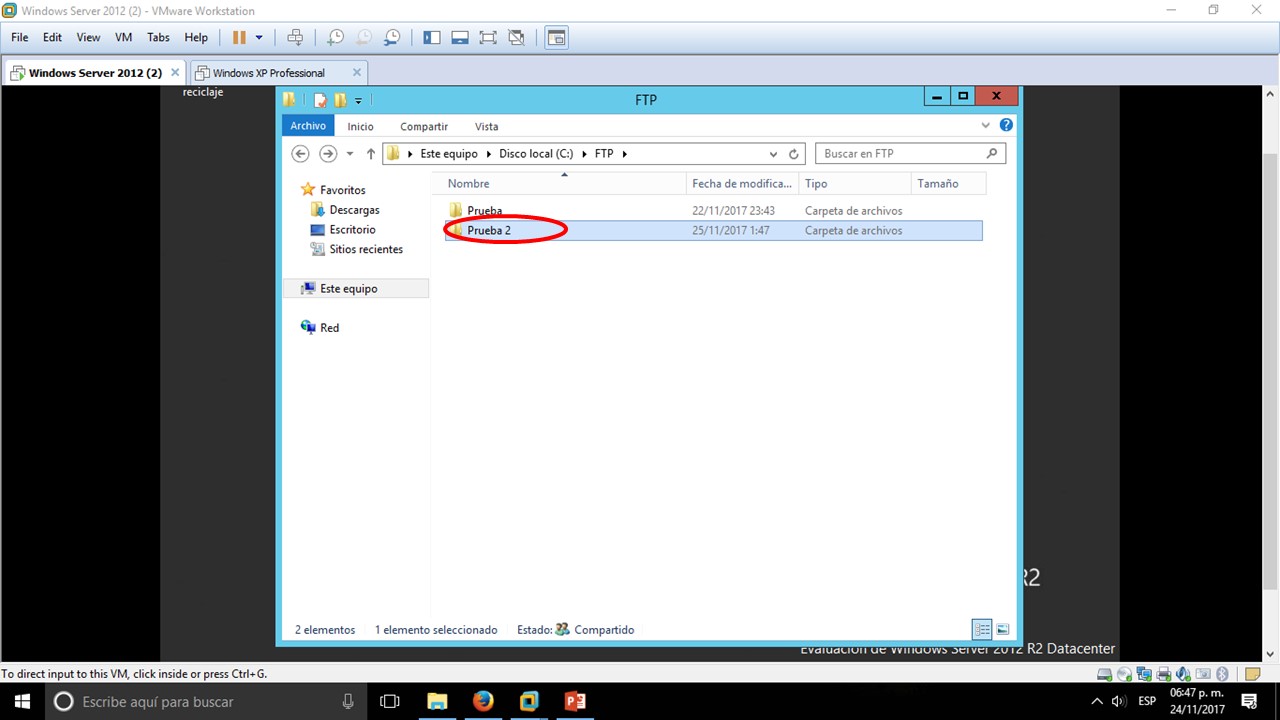 Windows Server 2012 (2) - VMware Workstation
File Edit View VM Tabs Help
Windows Server 2012 (2) Windows XP Professional
reciclaje
FTP
Archivo Inicio Compartir Vista
Este equipo Disco local (C:) FTP Buscar en FTP
Nombre Fecha de modifica... Tipo Tamaño
Favoritos
Descargas
Escritorio
Sitios recientes
Este equipo
Red
Prueba 22/11/2017 23:43 Carpeta de archivos
Prueba 2 25/11/2017 1:47 Carpeta de archivos
R2
2 elementos 1 elemento seleccionado Estado: Compartido
Evaluación de Windows Server 2012 R2 Datacenter
To direct input to this VM, click inside or press Ctrl+G.
Escribe aquí para buscar
ESP
06:47 p. m.
24/11/2017